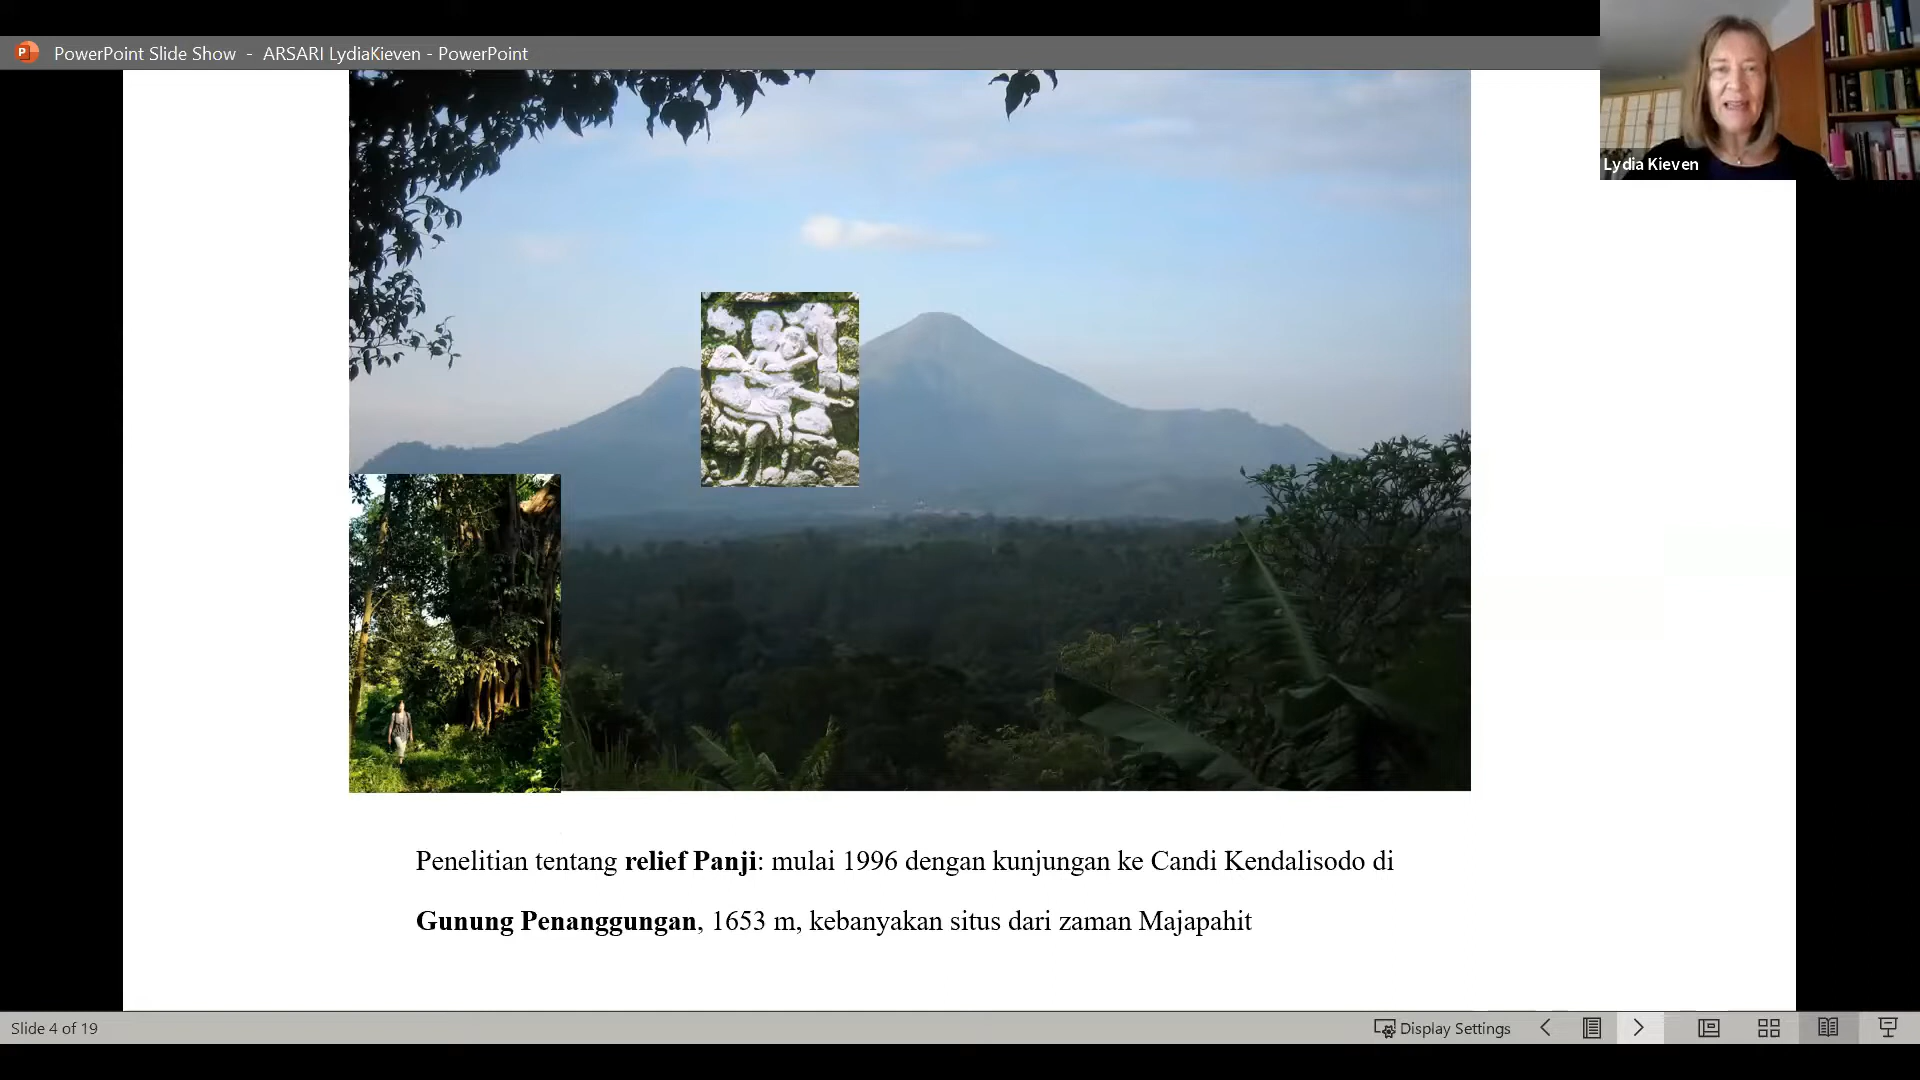 PowerPoint Slide Show - ARSARI LydiaKieven - PowerPoint
Lydia Kieven
Penelitian tentang relief Panji: mulai 1996 dengan kunjungan ke Candi Kendalisodo di
Gunung Penanggungan, 1653 m, kebanyakan situs dari zaman Majapahit
Slide 4 of 19
Display Settings